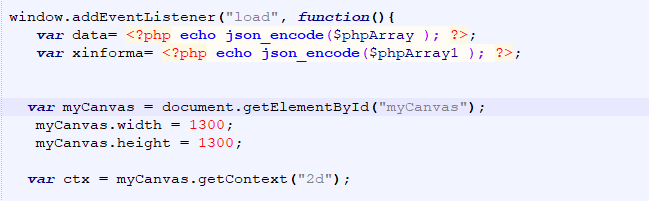 window.addEventListener("load", function(){
var data= <?php echo json_encode($phpArray ); ?>;
var xinforma= <?php echo json_encode($phpArray1 ); ?>;
var myCanvas = document.getElementById("myCanvas");
myCanvas.width = 1300;
myCanvas.height = 1300;
var ctx = myCanvas.getContext("2d");